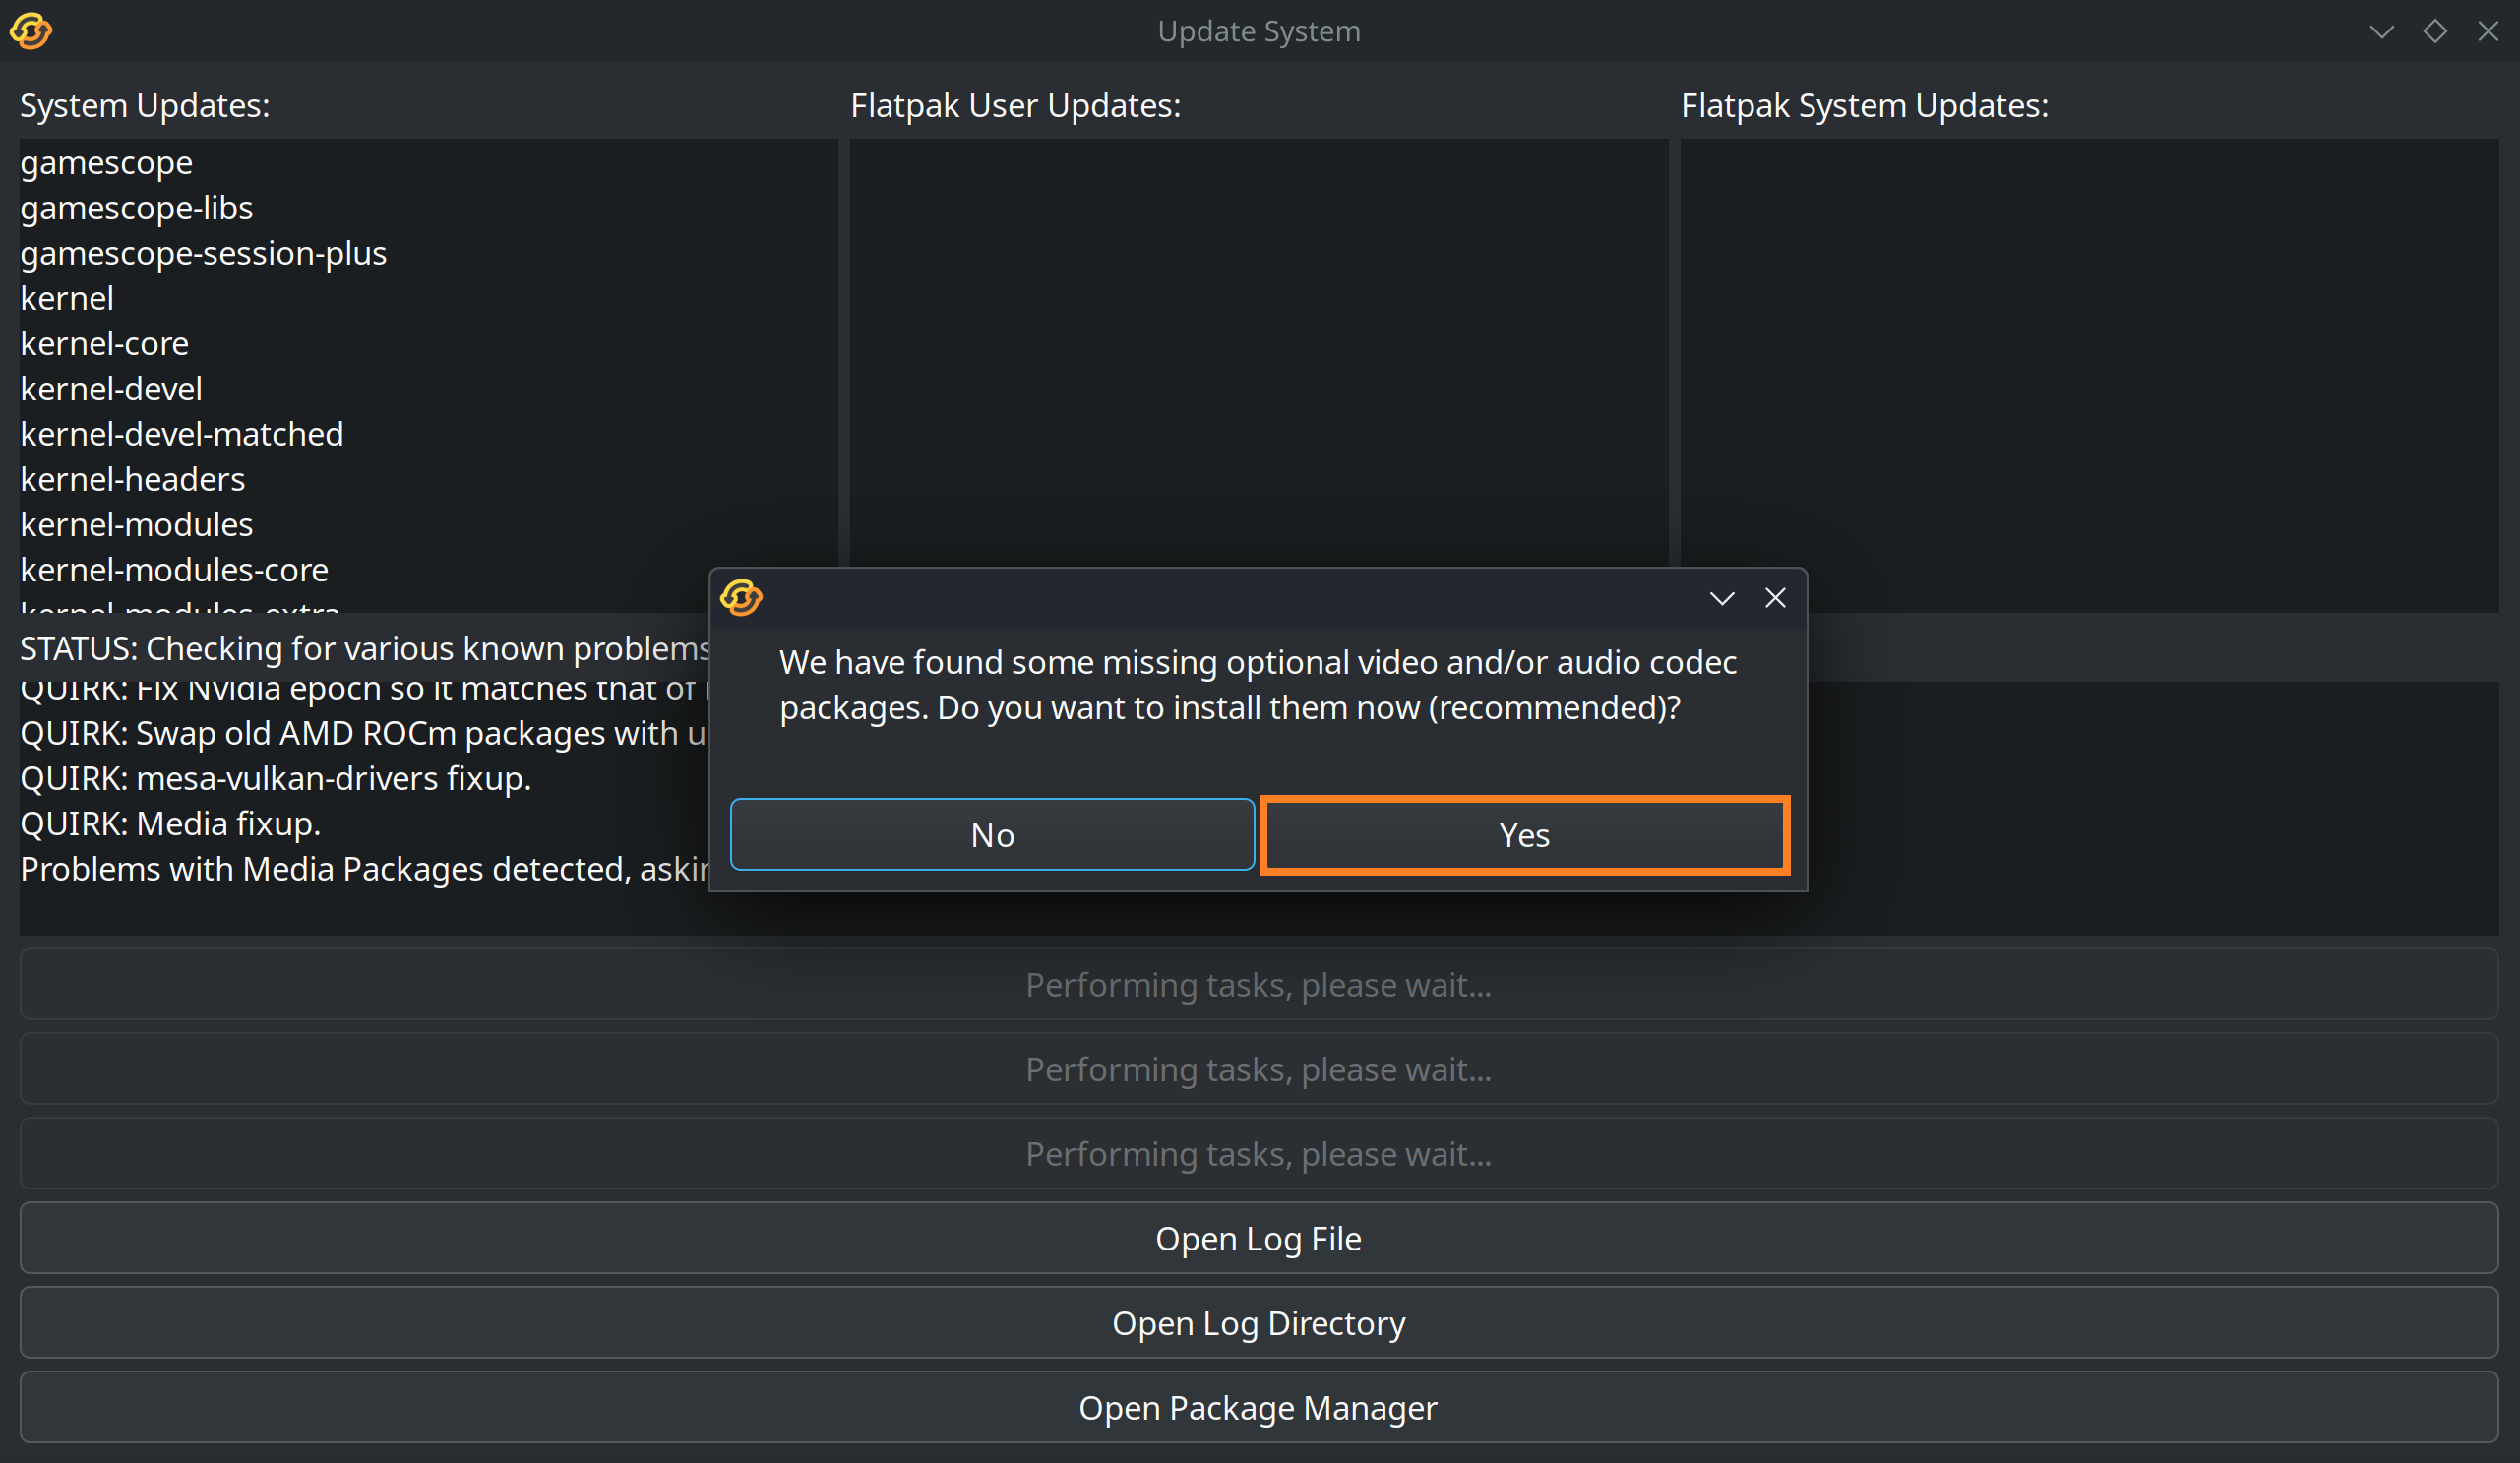 Update System
System Updates:
Flatpak User Updates:
Flatpak System Updates:
gamescope
gamescope-libs
gamescope-session-plus
kernel
kernel-core
kernel-devel
kernel-devel-matched
kernel-headers
kernel-modules
kernel-modules-core
kernel-modules-extra
STATUS: Checking for various known problems
QUIRK: Fix Nvidia epoch so it matches that of
QUIRK: Swap old AMD ROCm packages with
QUIRK: mesa-vulkan-drivers fixup.
QUIRK: Media fixup.
Problems with Media Packages detected,
We have found some missing optional video and/or audio codec
packages. Do you want to install them now (recommended)?
No
Yes
Performing tasks, please wait...
Performing tasks, please wait...
Performing tasks, please wait...
Open Log File
Open Log Directory
Open Package Manager